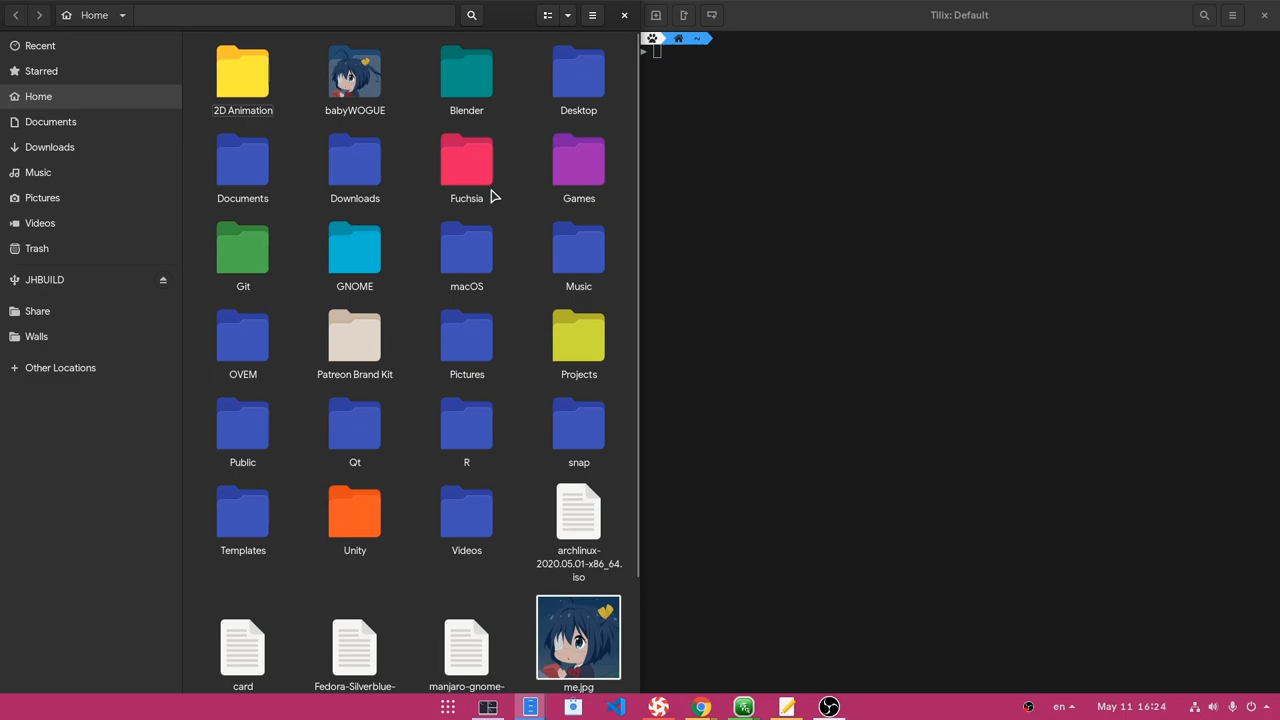 Home
Tilix: Default
Recent
Starred
Home
Documents
Downloads
Music
Pictures
Videos
Trash
JHBUILD
Share
Walls
Other Locations
2D Animation
babyWOGUE
Blender
Desktop
Documents
Downloads
Fuchsia
Games
Git
GNOME
macOS
Music
OVEM
Patreon Brand Kit
Pictures
Projects
Public
Qt
R
snap
Templates
Unity
Videos
archlinux-
2020.05.01-x86_64.
iso
card
Fedora-Silverblue-
manjaro-gnome-
me.jpg
~
en
May 11 16:24